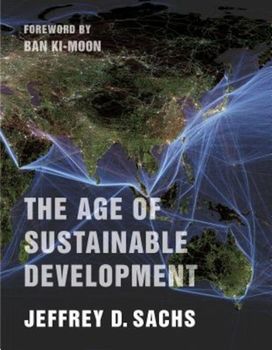 FOREWORD BY
BAN KI-MOON
THE AGE OF
SUSTAINABLE
DEVELOPMENT
JEFFREY D. SACHS